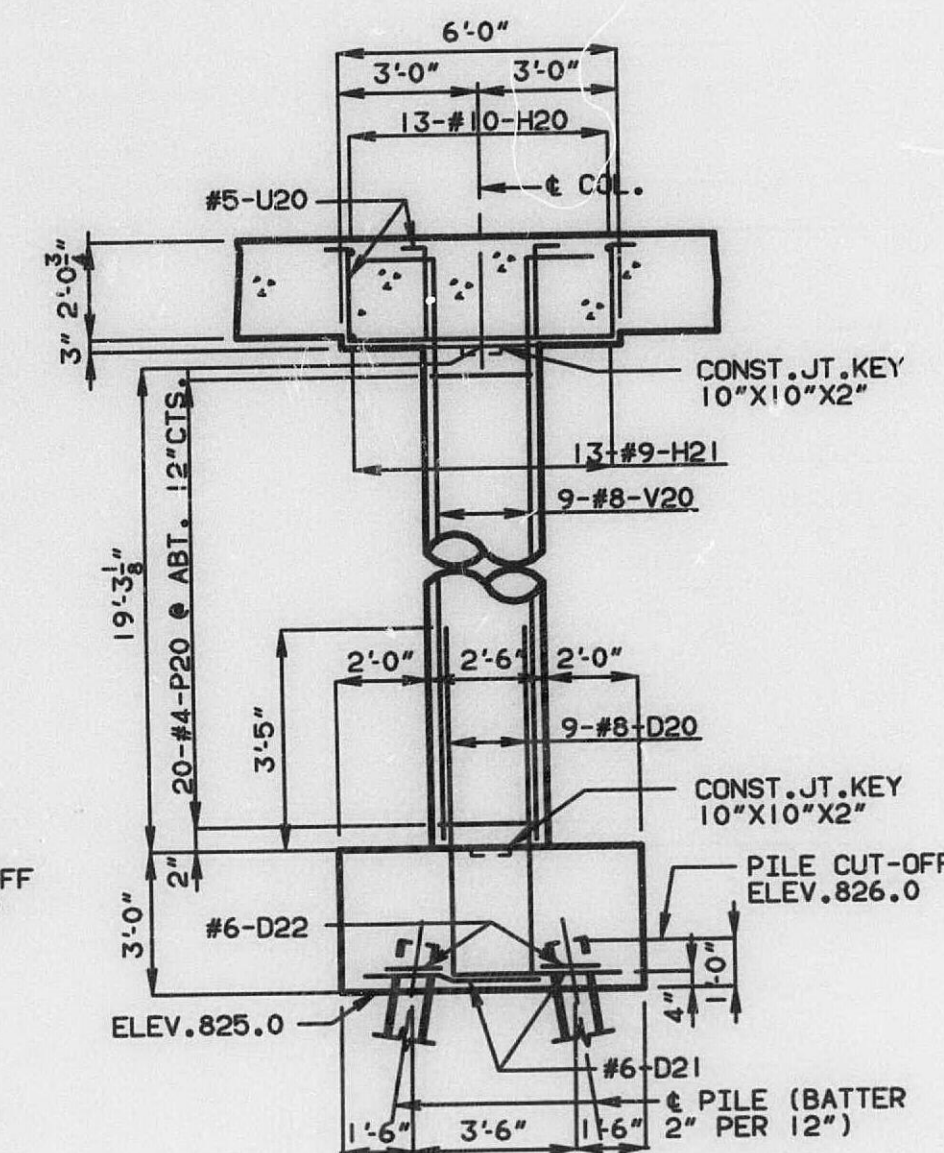 6'-0"
3'-0" 3'-0"
13-#10-H20
℄ COL.
#5-U20
2'-0¾"
3"
CONST.JT.KEY
10"X10"X2"
13-#9-H21
9-#8-V20
19'-3⅛"
20-#4-P20 @ ABT. 12"CTS.
2'-0" 2'-6" 2'-0"
3'-5"
9-#8-D20
CONST.JT.KEY
10"X10"X2"
FF
PILE CUT-OFF
ELEV.826.0
2"
3'-0"
#6-D22
4"
1'-0"
ELEV.825.0
#6-D21
℄ PILE (BATTER
2" PER 12")
1'-6" 3'-6" 1'-6"